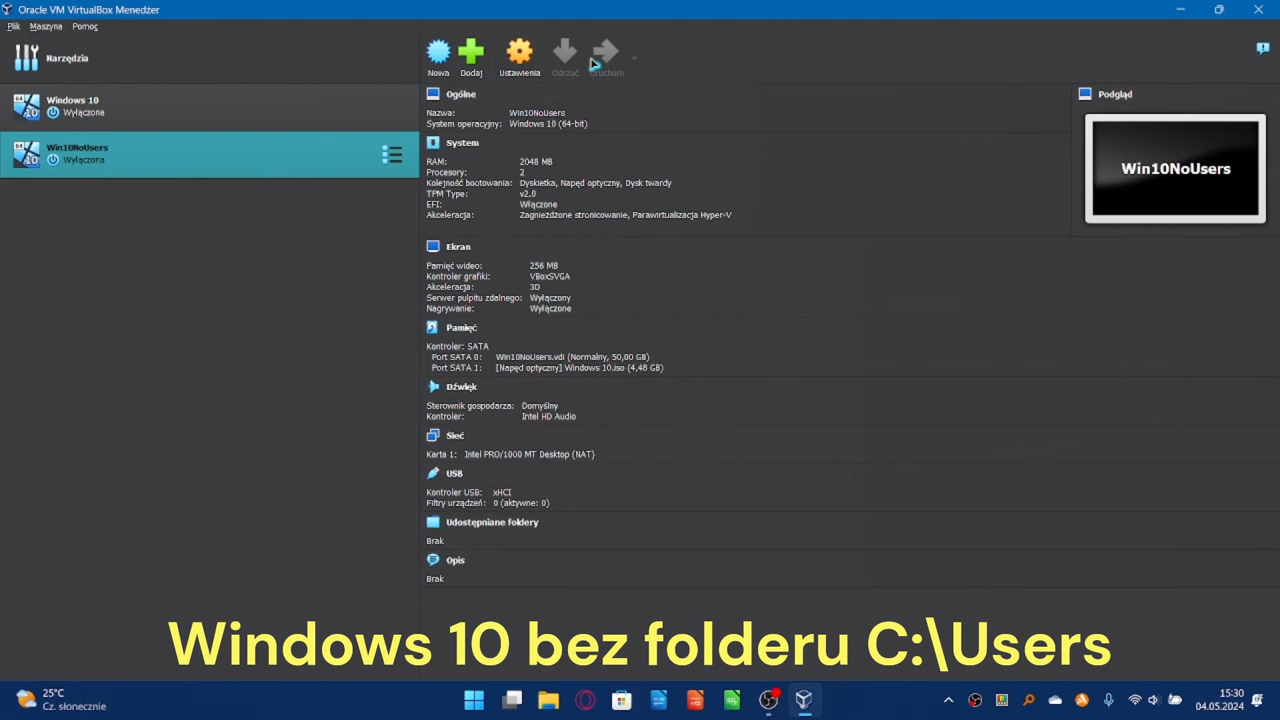 Oracle VM VirtualBox Menedżer
Plik Maszyna Pomoc
Narzędzia
Nowa Dodaj Ustawienia Odrzuć Uruchom
Windows 10
Wyłączona
Win10NoUsers
Wyłączona
Ogólne
Nazwa: Win10NoUsers
System operacyjny: Windows 10 (64-bit)
System
RAM: 2048 MB
Procesory: 2
Kolejność bootowania: Dyskietka, Napęd optyczny, Dysk twardy
TPM Type: v2.0
EFI: Włączone
Akceleracja: Zagnieżdżone stronicowanie, Parawirtualizacja Hyper-V
Podgląd
Win10NoUsers
Ekran
Pamięć wideo: 256 MB
Kontroler grafiki: VBoxSVGA
Akceleracja: 3D
Serwer pulpitu zdalnego: Wyłączony
Nagrywanie: Wyłączone
Pamięć
Kontroler: SATA
Port SATA 0: Win10NoUsers.vdi (Normalny, 50,00 GB)
Port SATA 1: [Napęd optyczny] Windows 10.iso (4,48 GB)
Dźwięk
Sterownik gospodarza: Domyślny
Kontroler: Intel HD Audio
Sieć
Karta 1: Intel PRO/1000 MT Desktop (NAT)
USB
Kontroler USB: xHCI
Filtry urządzeń: 0 (aktywne: 0)
Udostępniane foldery
Brak
Opis
Brak
Windows 10 bez folderu C:\Users
25°C
Cz. słonecznie
15:30
04.05.2024